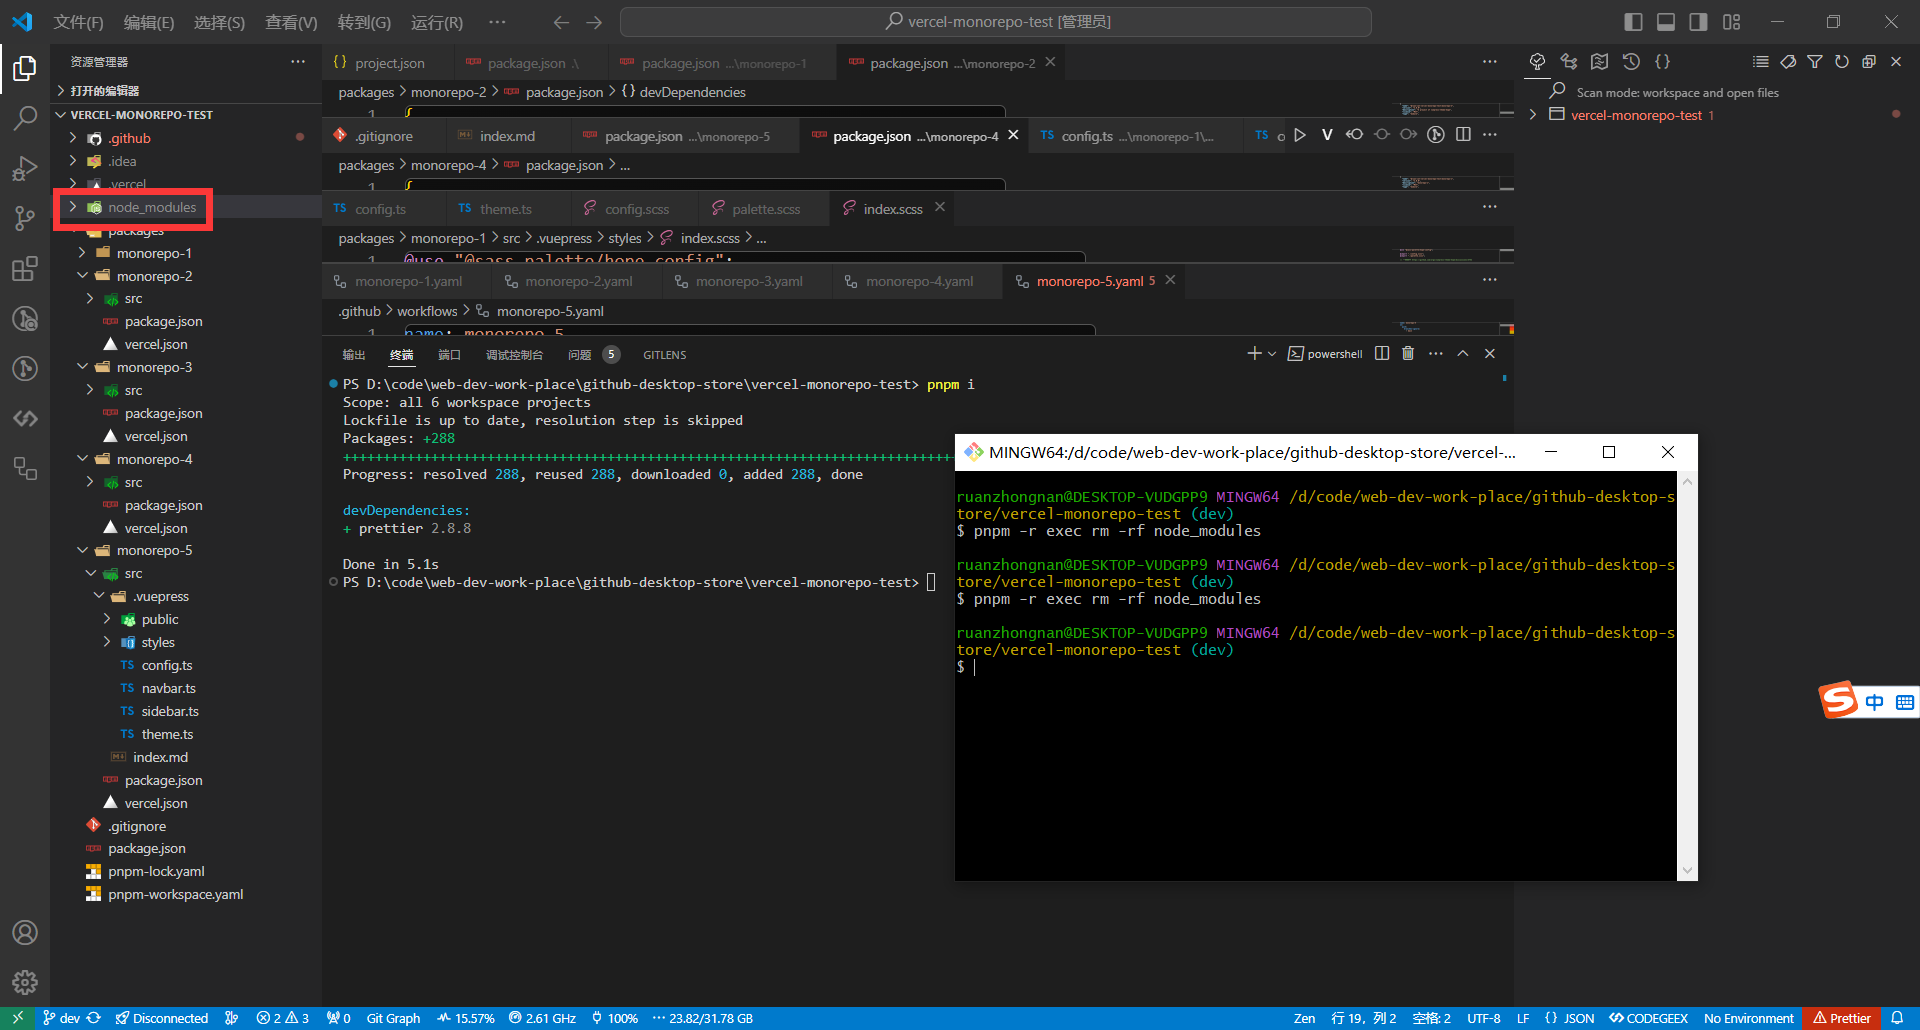 文件(F) 编辑(E) 选择(S) 查看(V) 转到(G) 运行(R) ···
vercel-monorepo-test [管理员]
资源管理器
打开的编辑器
VERCEL-MONOREPO-TEST
.github
.idea
.vercel
node_modules
packages
monorepo-1
monorepo-2
src
package.json
vercel.json
monorepo-3
src
package.json
vercel.json
monorepo-4
src
package.json
vercel.json
monorepo-5
src
.vuepress
public
styles
TS config.ts
TS navbar.ts
TS sidebar.ts
TS theme.ts
index.md
package.json
vercel.json
.gitignore
package.json
pnpm-lock.yaml
pnpm-workspace.yaml
{} project.json package.json .\ package.json ...\monorepo-1 package.json ...\monorepo-2
packages > monorepo-2 > package.json > {} devDependencies
1 {
.gitignore index.md package.json ...\monorepo-5 package.json ...\monorepo-4 TS config.ts ...\monorepo-1\... TS c
packages > monorepo-4 > package.json > ...
1 {
TS config.ts TS theme.ts config.scss palette.scss index.scss
packages > monorepo-1 > src > .vuepress > styles > index.scss > ...
1 @use "@sass-palette/hope-config";
monorepo-1.yaml monorepo-2.yaml monorepo-3.yaml monorepo-4.yaml monorepo-5.yaml 5
.github > workflows > monorepo-5.yaml
1 name: monorepo-5
输出 终端 端口 调试控制台 问题 5 GITLENS
powershell
PS D:\code\web-dev-work-place\github-desktop-store\vercel-monorepo-test> pnpm i
Scope: all 6 workspace projects
Lockfile is up to date, resolution step is skipped
Packages: +288
++++++++++++++++++++++++++++++++++++++++++++++++++++++++++++++++++++++++++++
Progress: resolved 288, reused 288, downloaded 0, added 288, done
devDependencies:
+ prettier 2.8.8
Done in 5.1s
PS D:\code\web-dev-work-place\github-desktop-store\vercel-monorepo-test>
MINGW64:/d/code/web-dev-work-place/github-desktop-store/vercel-...
ruanzhongnan@DESKTOP-VUDGPP9 MINGW64 /d/code/web-dev-work-place/github-desktop-s
tore/vercel-monorepo-test (dev)
$ pnpm -r exec rm -rf node_modules
ruanzhongnan@DESKTOP-VUDGPP9 MINGW64 /d/code/web-dev-work-place/github-desktop-s
tore/vercel-monorepo-test (dev)
$ pnpm -r exec rm -rf node_modules
ruanzhongnan@DESKTOP-VUDGPP9 MINGW64 /d/code/web-dev-work-place/github-desktop-s
tore/vercel-monorepo-test (dev)
$
Scan mode: workspace and open files
vercel-monorepo-test 1
中
dev Disconnected 2 3 0 Git Graph 15.57% 2.61 GHz 100% ··· 23.82/31.78 GB Zen 行 19，列 2 空格: 2 UTF-8 LF {} JSON CODEGEEX No Environment Prettier